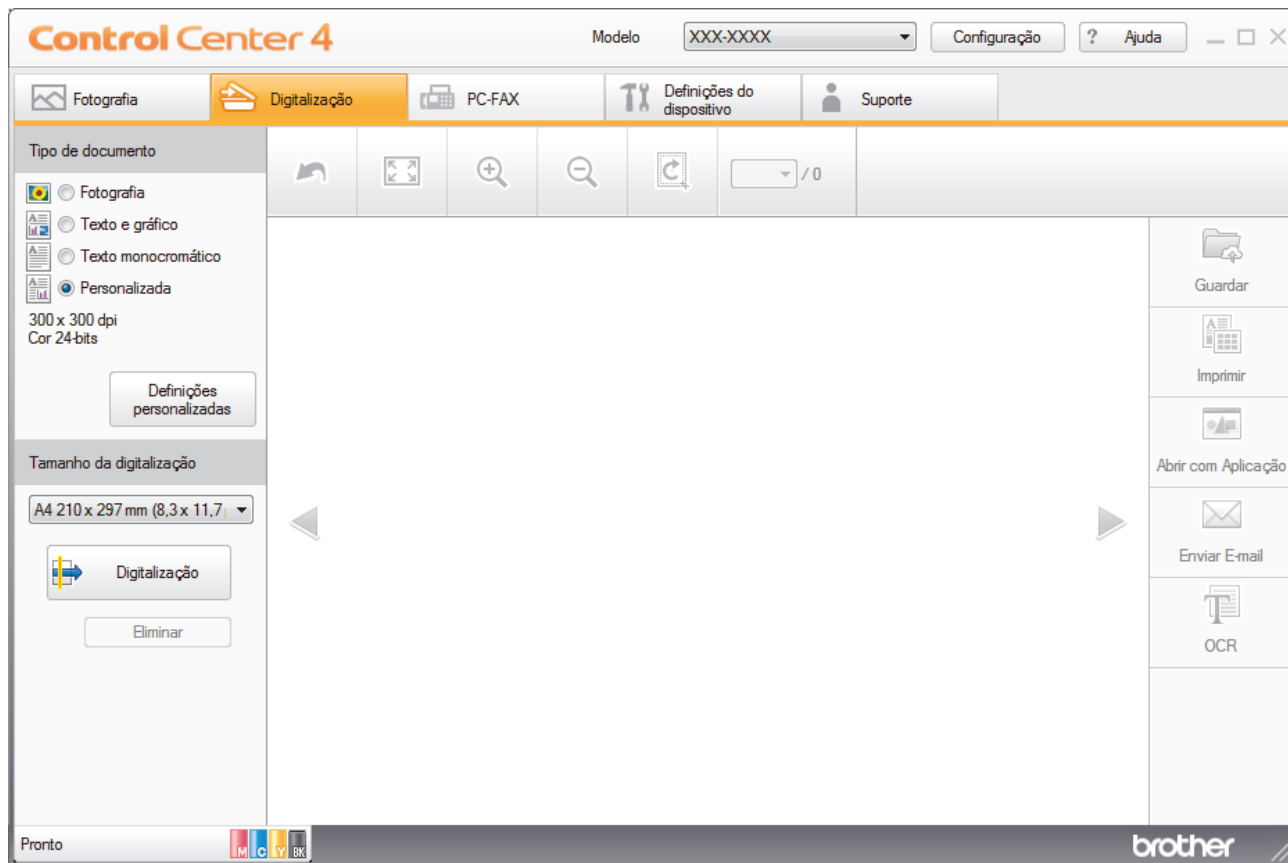 Control Center 4
Modelo
XXX-XXXX
Configuração
? Ajuda
Fotografia
Digitalização
PC-FAX
Definições do
dispositivo
Suporte
Tipo de documento
Fotografia
Texto e gráfico
Texto monocromático
Personalizada
300 x 300 dpi
Cor 24-bits
Definições
personalizadas
Tamanho da digitalização
A4 210 x 297 mm (8,3 x 11,7
Digitalização
Eliminar
/ 0
Guardar
Imprimir
Abrir com Aplicação
Enviar E-mail
OCR
Pronto
M C Y BK
brother